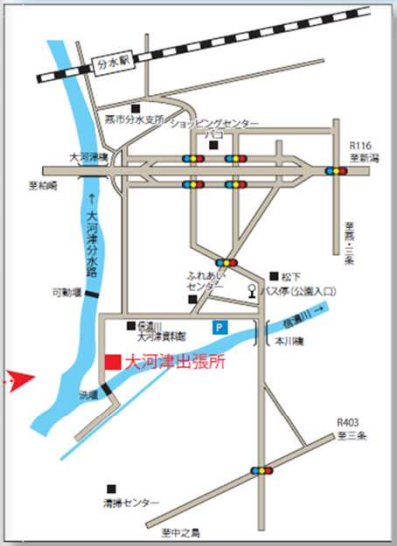 分水駅
燕市分水支所
ショッピングセンター
パコ
大河津橋
R116
至新潟
至柏崎
↑大河津分水路
至燕・三条
ふれあい
センター
松下
バス停(公園入口)
可動堰
信濃川→
信濃川
大河津資料館
P
本川橋
大河津出張所
洗堰
R403
至三条
清掃センター
至中之島